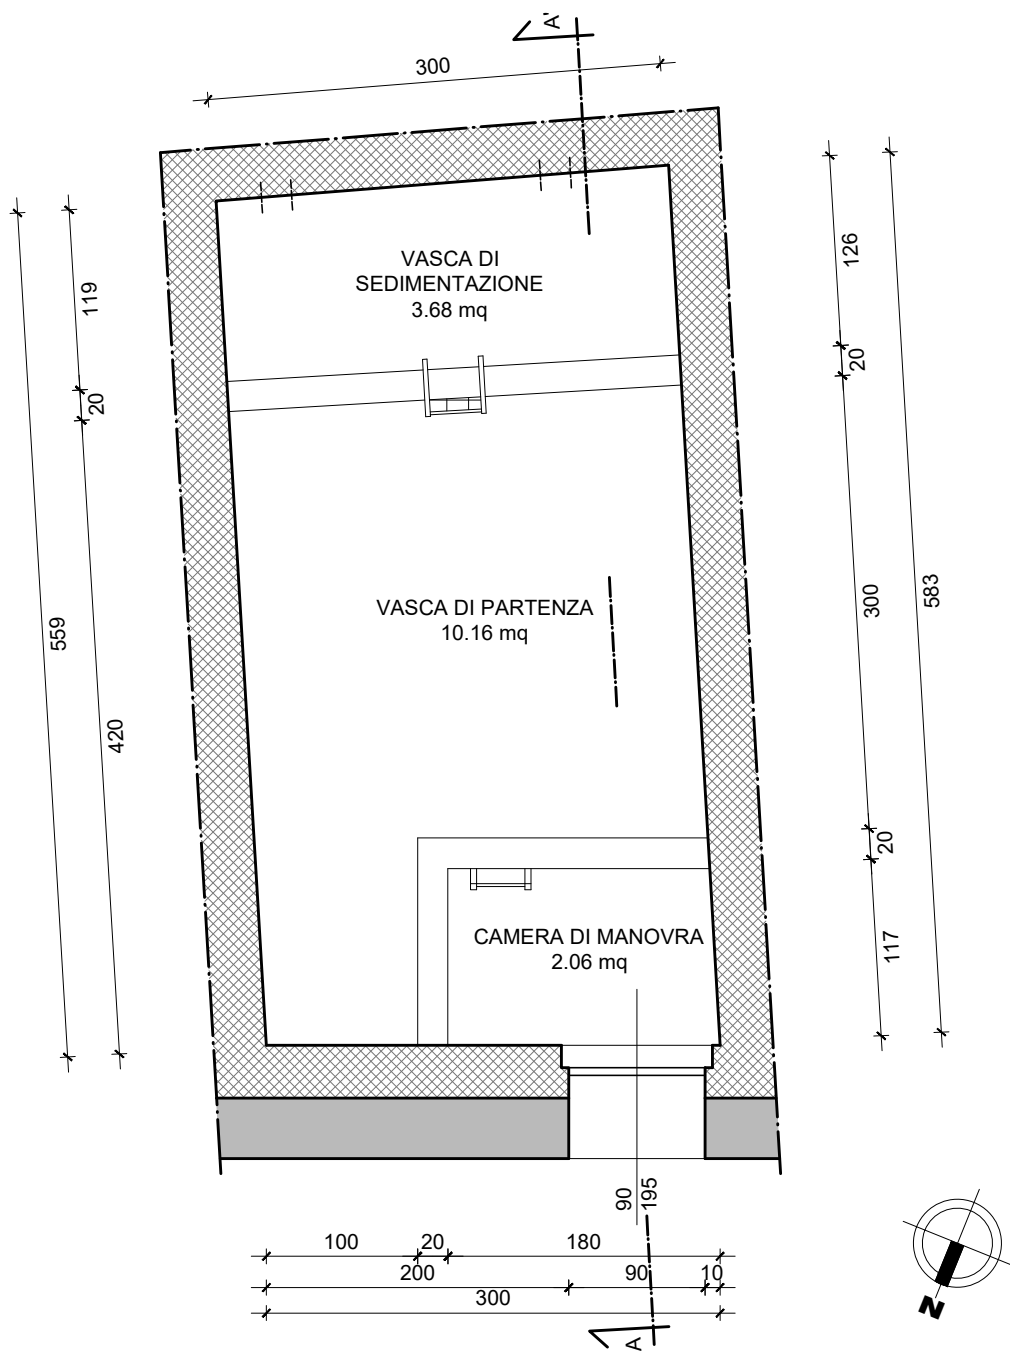 A'
300
VASCA DI
SEDIMENTAZIONE
3.68 mq
119
20
559
420
126
20
300
583
20
117
VASCA DI PARTENZA
10.16 mq
CAMERA DI MANOVRA
2.06 mq
90
195
100
20
180
200
90
10
300
A
N